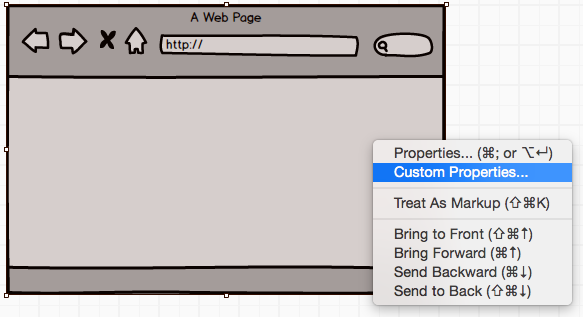 A Web Page
http://
Properties... (⌘; or ⌥↩)
Custom Properties...
Treat As Markup (⇧⌘K)
Bring to Front (⇧⌘↑)
Bring Forward (⌘↑)
Send Backward (⌘↓)
Send to Back (⇧⌘↓)